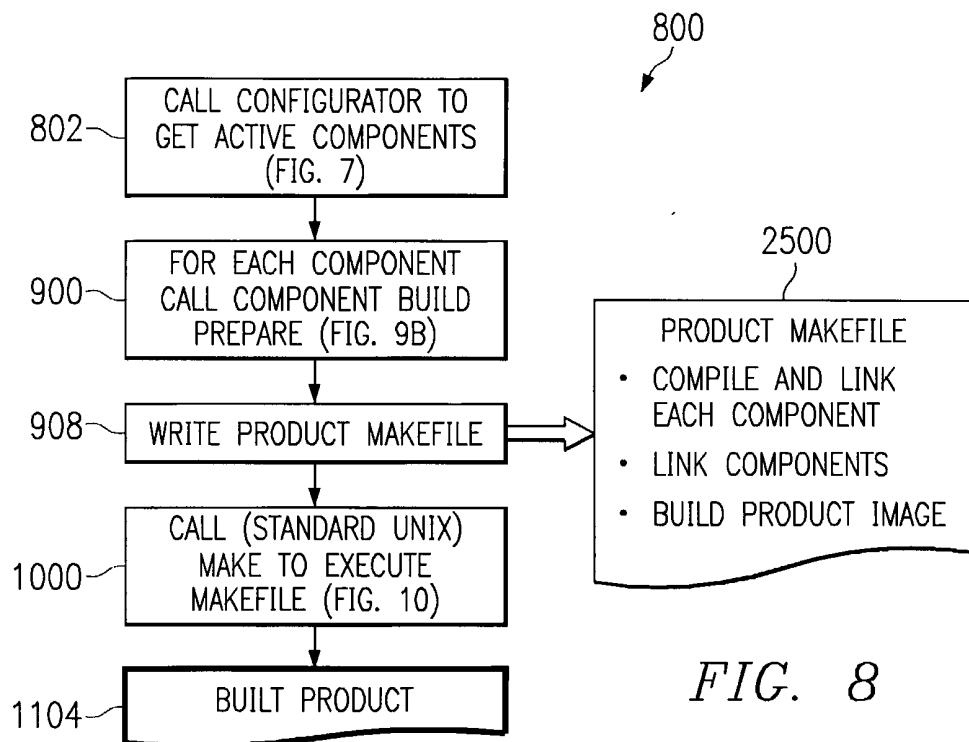 800
802
CALL CONFIGURATOR TO
GET ACTIVE COMPONENTS
(FIG. 7)
900
FOR EACH COMPONENT
CALL COMPONENT BUILD
PREPARE (FIG. 9B)
908
WRITE PRODUCT MAKEFILE
2500
PRODUCT MAKEFILE
• COMPILE AND LINK
EACH COMPONENT
• LINK COMPONENTS
• BUILD PRODUCT IMAGE
1000
CALL (STANDARD UNIX)
MAKE TO EXECUTE
MAKEFILE (FIG. 10)
1104
BUILT PRODUCT
FIG. 8